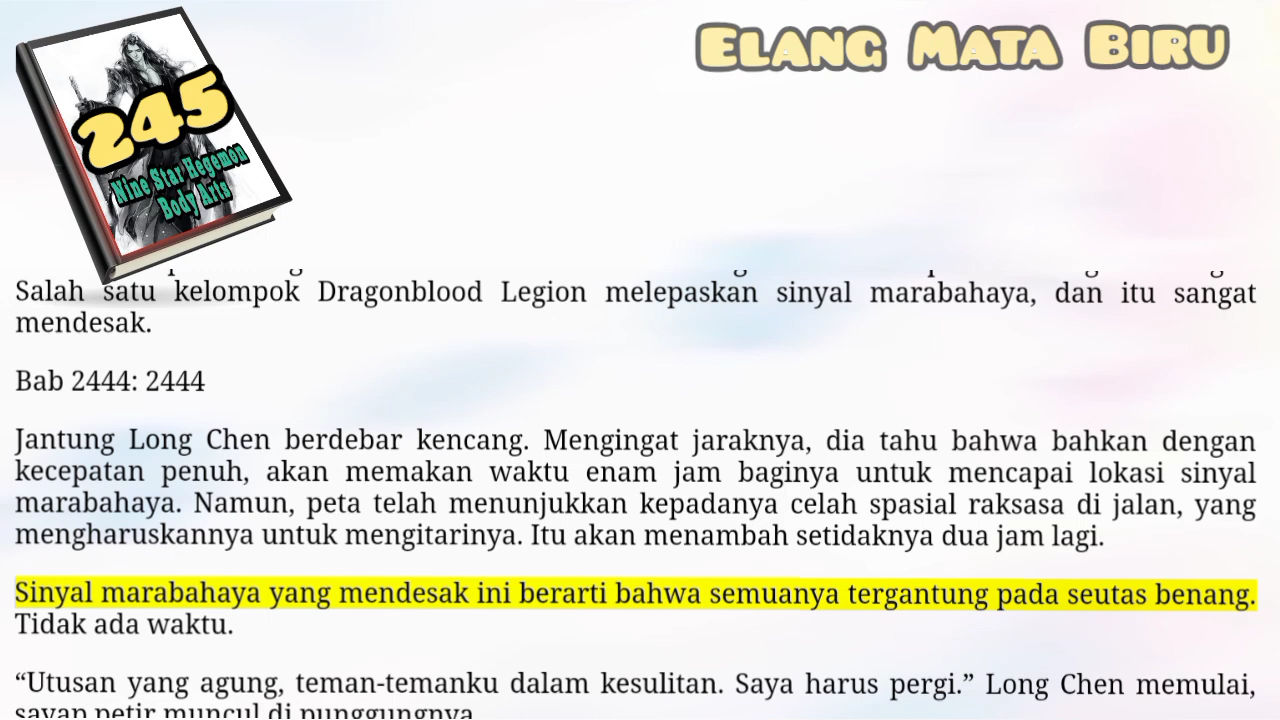 Elang Mata Biru
245
Nine Star Hegemon
Body Arts
Salah satu kelompok Dragonblood Legion melepaskan sinyal marabahaya, dan itu sangat
mendesak.
Bab 2444: 2444
Jantung Long Chen berdebar kencang. Mengingat jaraknya, dia tahu bahwa bahkan dengan
kecepatan penuh, akan memakan waktu enam jam baginya untuk mencapai lokasi sinyal
marabahaya. Namun, peta telah menunjukkan kepadanya celah spasial raksasa di jalan, yang
mengharuskannya untuk mengitarinya. Itu akan menambah setidaknya dua jam lagi.
Sinyal marabahaya yang mendesak ini berarti bahwa semuanya tergantung pada seutas benang.
Tidak ada waktu.
“Utusan yang agung, teman-temanku dalam kesulitan. Saya harus pergi.” Long Chen memulai,
sayap petir muncul di punggungnya